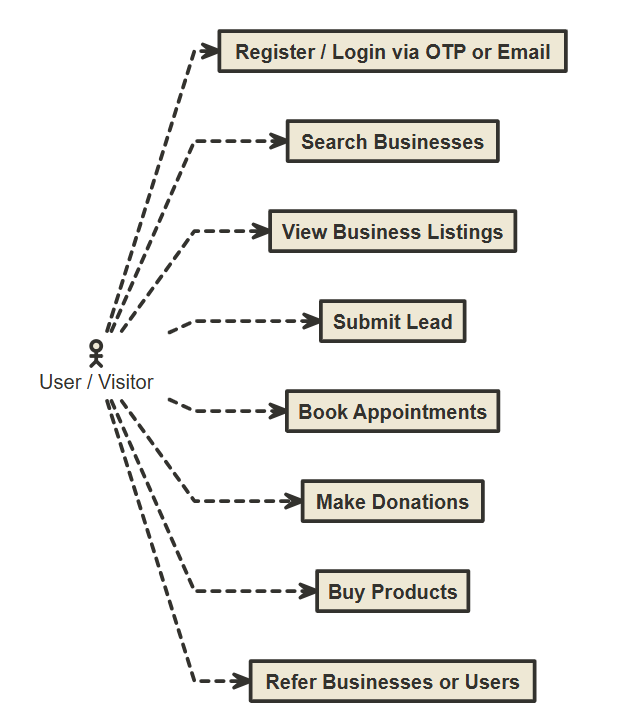 Register / Login via OTP or Email
Search Businesses
View Business Listings
Submit Lead
User / Visitor
Book Appointments
Make Donations
Buy Products
Refer Businesses or Users